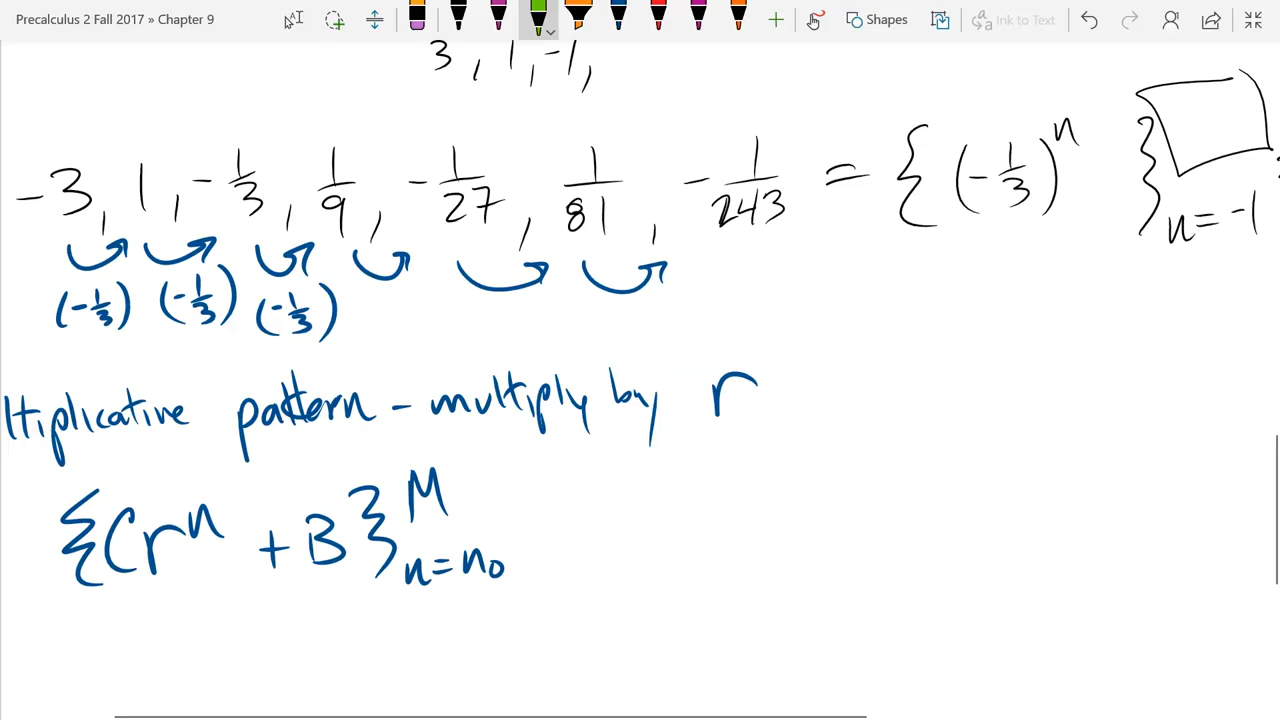 Precalculus 2 Fall 2017 » Chapter 9
Shapes
Ink to Text
3, 1, -1,
-3, 1, -1/3, 1/9, -1/27, 1/81, -1/243 = {(-1/3)^n}_{n=-1}
(-1/3) (-1/3) (-1/3)
ltiplicative pattern - multiply by r
{Cr^n + B}_{n=n_0}^M